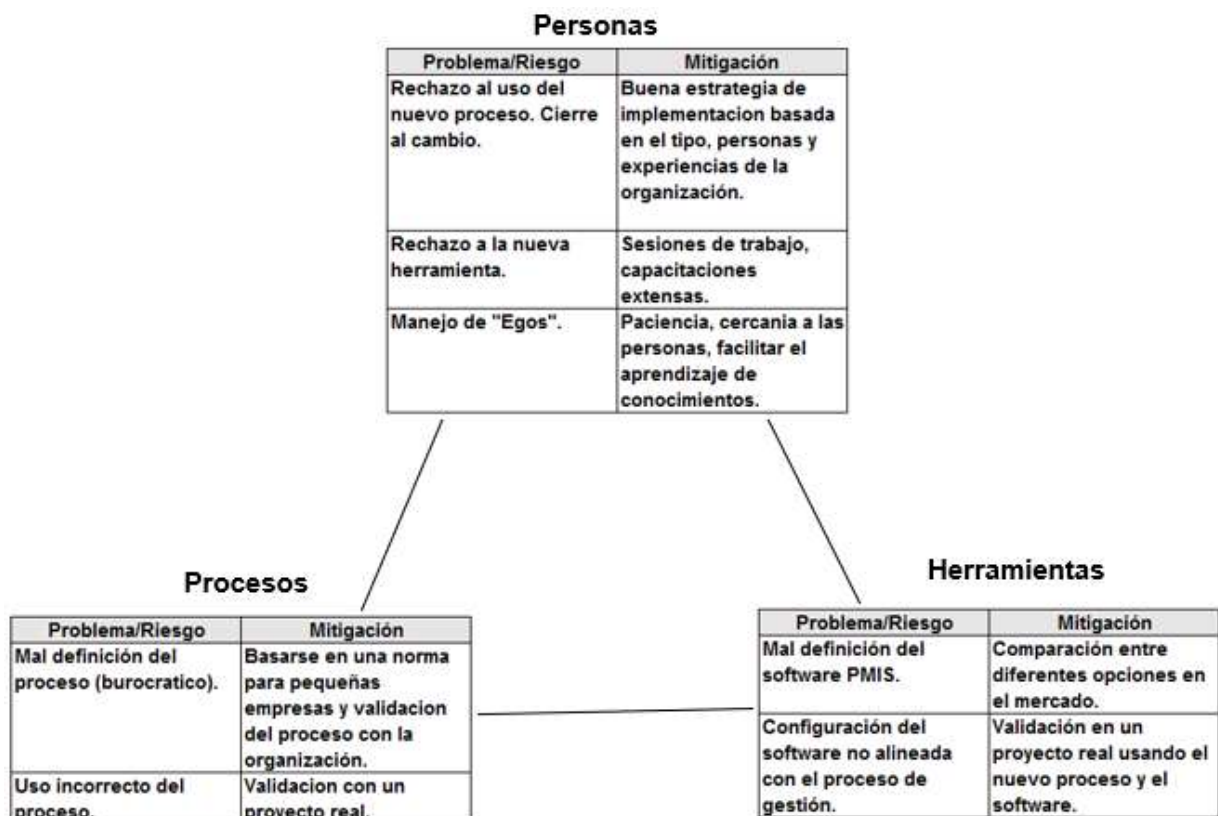 Personas
Problema/Riesgo Mitigación
Rechazo al uso del
nuevo proceso. Cierre
al cambio.
Buena estrategia de
implementacion basada
en el tipo, personas y
experiencias de la
organización.
Rechazo a la nueva
herramienta.
Sesiones de trabajo,
capacitaciones
extensas.
Manejo de "Egos".
Paciencia, cercania a las
personas, facilitar el
aprendizaje de
conocimientos.
Procesos
Problema/Riesgo Mitigación
Mal definición del
proceso (burocratico).
Basarse en una norma
para pequeñas
empresas y validacion
del proceso con la
organización.
Uso incorrecto del
proceso.
Validacion con un
proyecto real.
Herramientas
Problema/Riesgo Mitigación
Mal definición del
software PMIS.
Comparación entre
diferentes opciones en
el mercado.
Configuración del
software no alineada
con el proceso de
gestión.
Validación en un
proyecto real usando el
nuevo proceso y el
software.